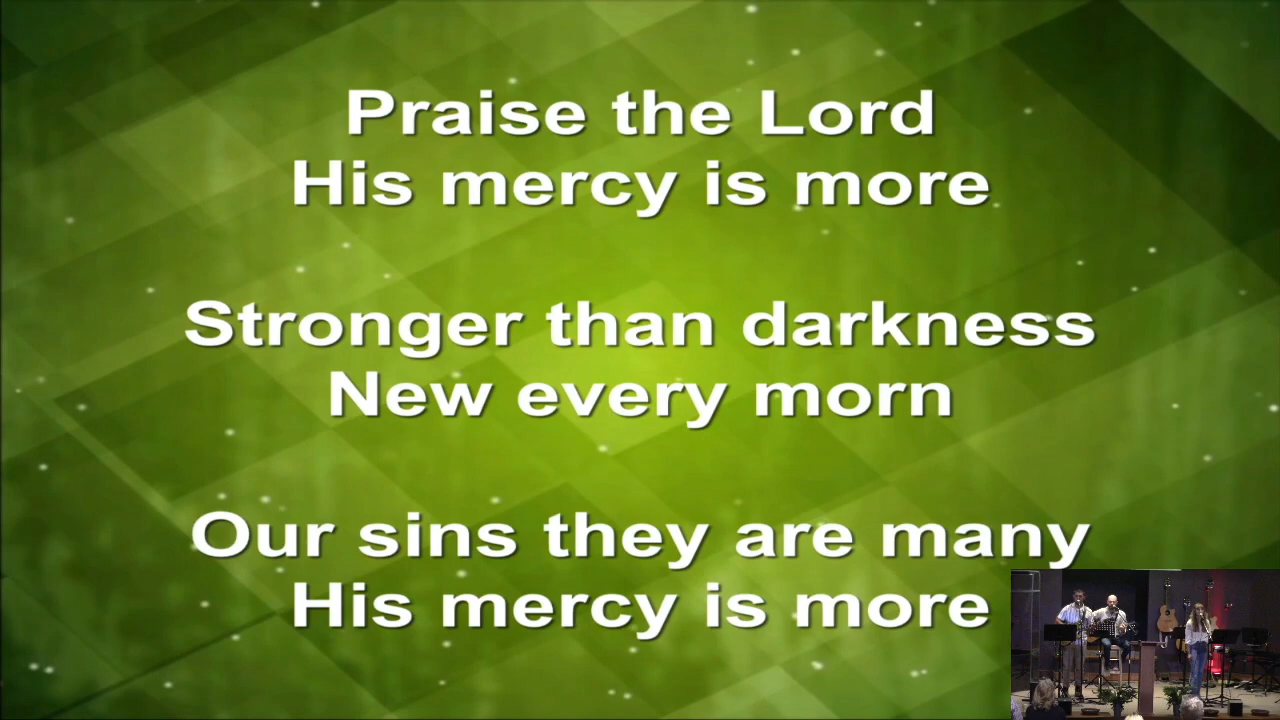 Praise the Lord
His mercy is more
Stronger than darkness
New every morn
Our sins they are many
His mercy is more